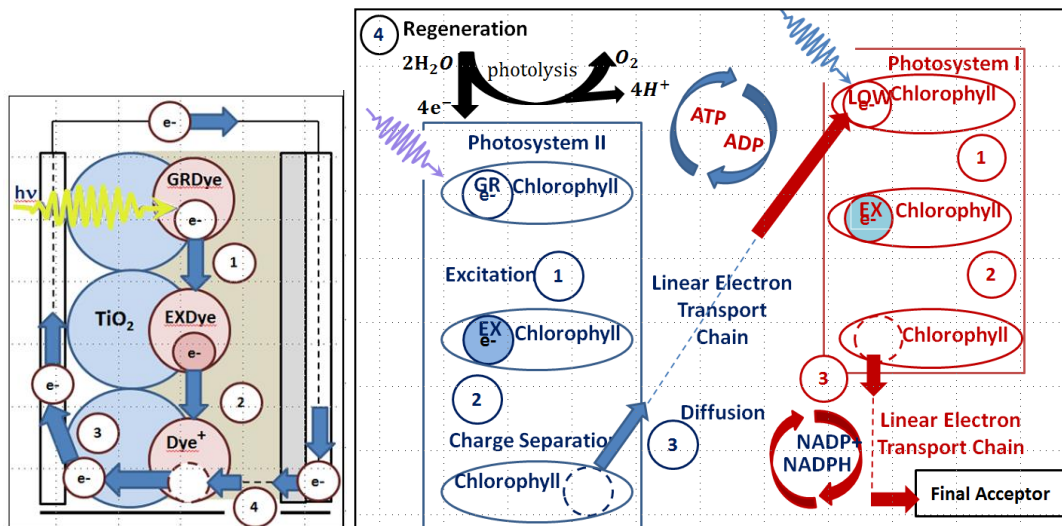 e-
hν
GRDye
e-
1
TiO2
EXDye
e-
e-
2
3
Dye+
e-
e-
4
4 Regeneration
2H2O
photolysis
O2
4H+
4e-
Photosystem II
GR
e-
Chlorophyll
Excitation 1
EX
e-
Chlorophyll
2
Charge Separation
Chlorophyll
ATP
ADP
Linear Electron
Transport
Chain
Diffusion
3
Photosystem I
LOW
e-
Chlorophyll
1
EX
e-
Chlorophyll
2
Chlorophyll
3
NADP+
NADPH
Linear Electron
Transport Chain
Final Acceptor